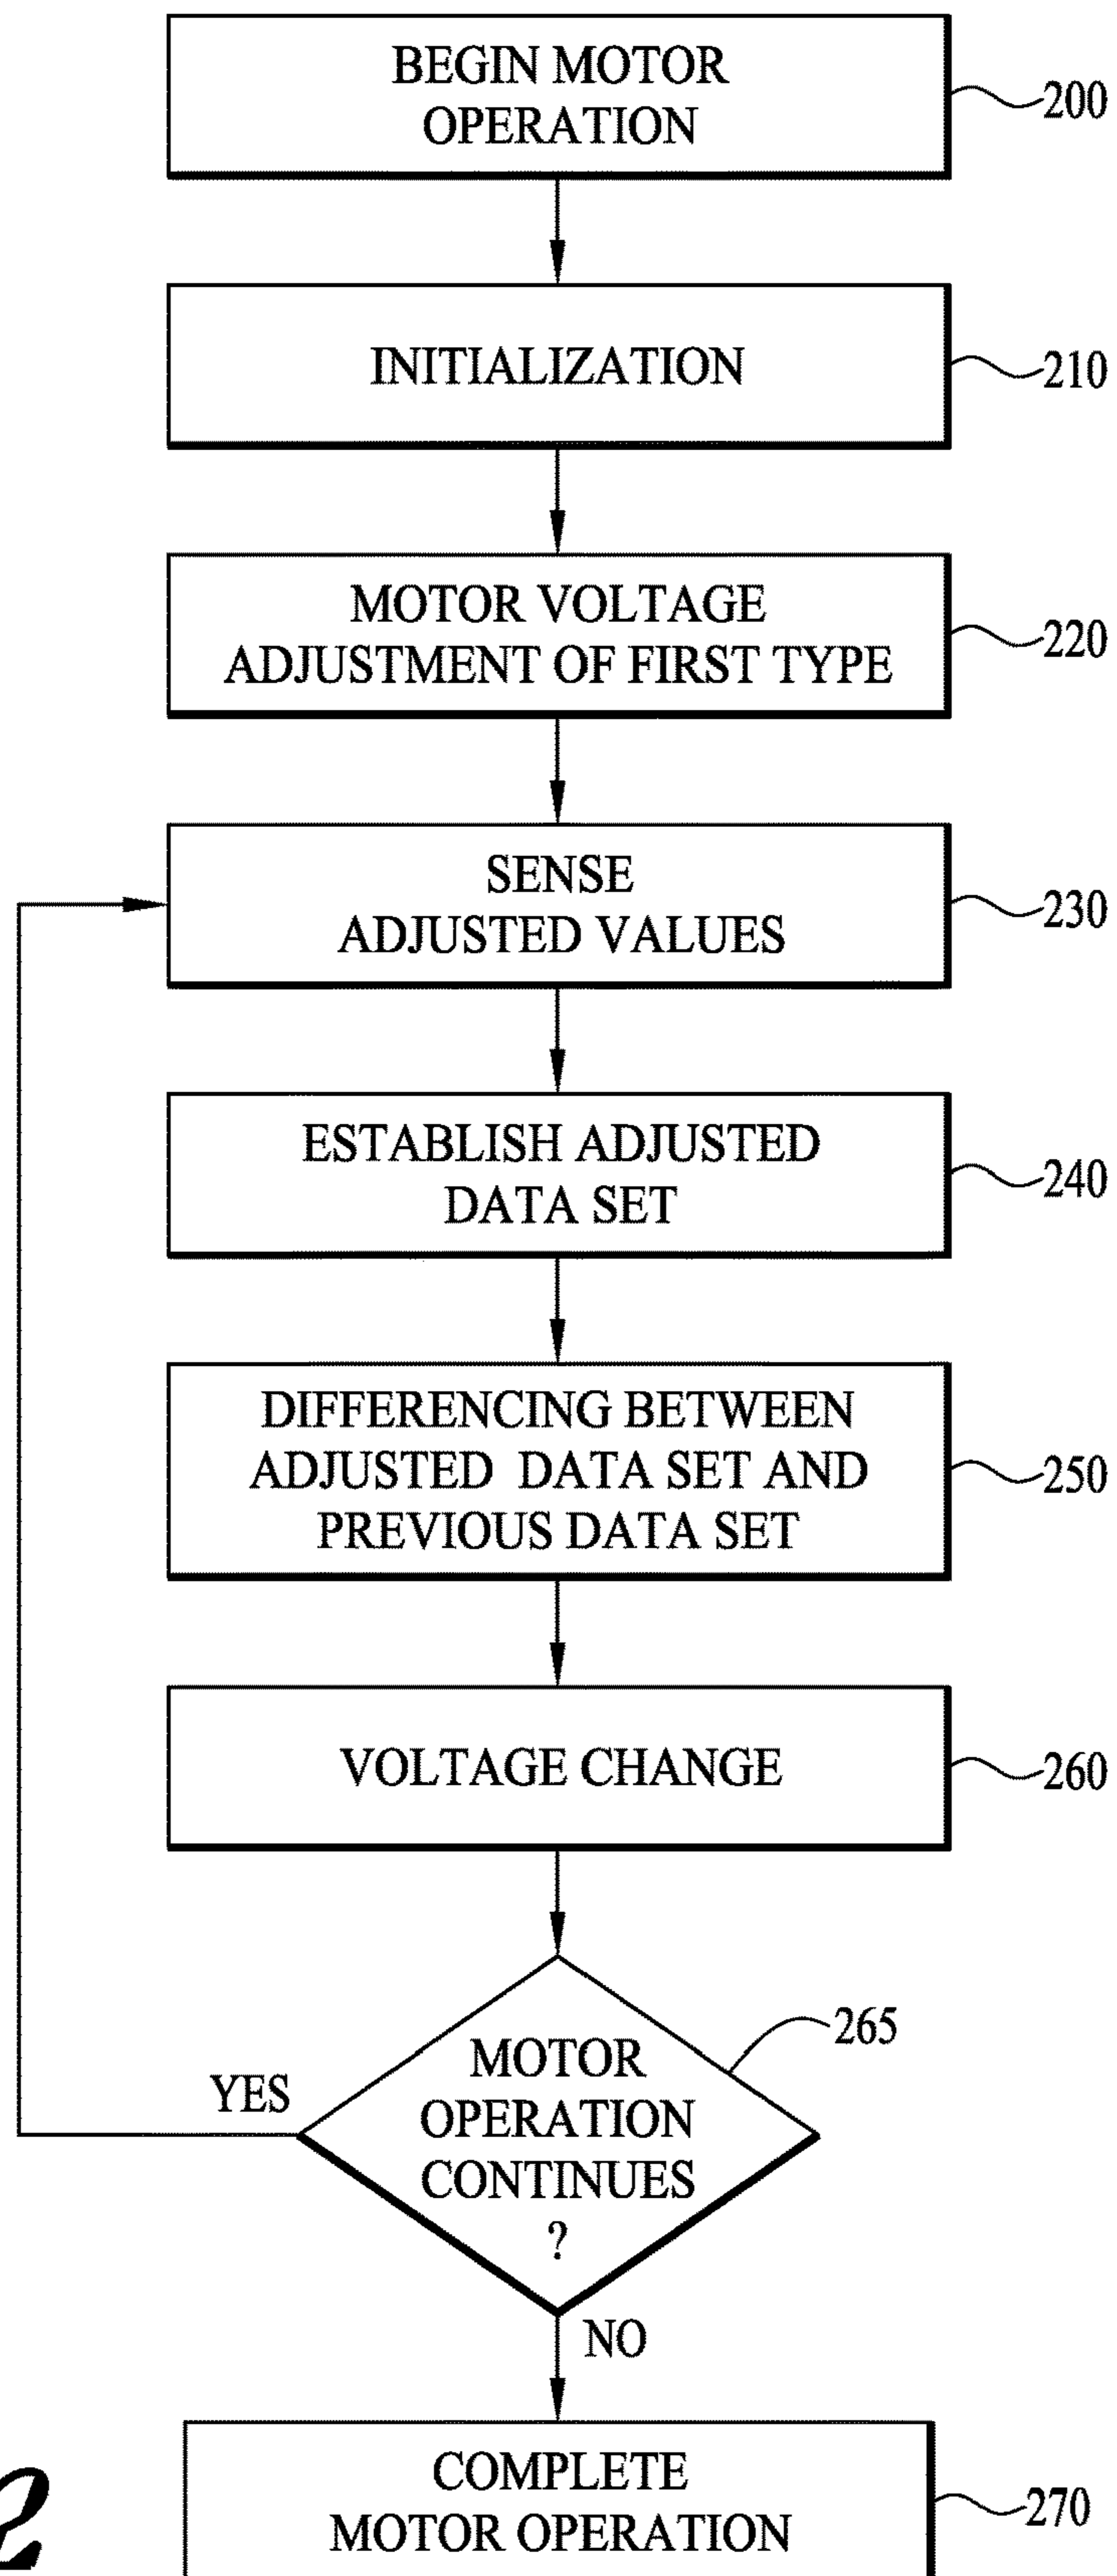 BEGIN MOTOR
OPERATION
200
INITIALIZATION
210
MOTOR VOLTAGE
ADJUSTMENT OF FIRST TYPE
220
SENSE
ADJUSTED VALUES
230
ESTABLISH ADJUSTED
DATA SET
240
DIFFERENCING BETWEEN
ADJUSTED DATA SET AND
PREVIOUS DATA SET
250
VOLTAGE CHANGE
260
265
MOTOR
OPERATION
CONTINUES
?
YES
NO
COMPLETE
MOTOR OPERATION
270
2